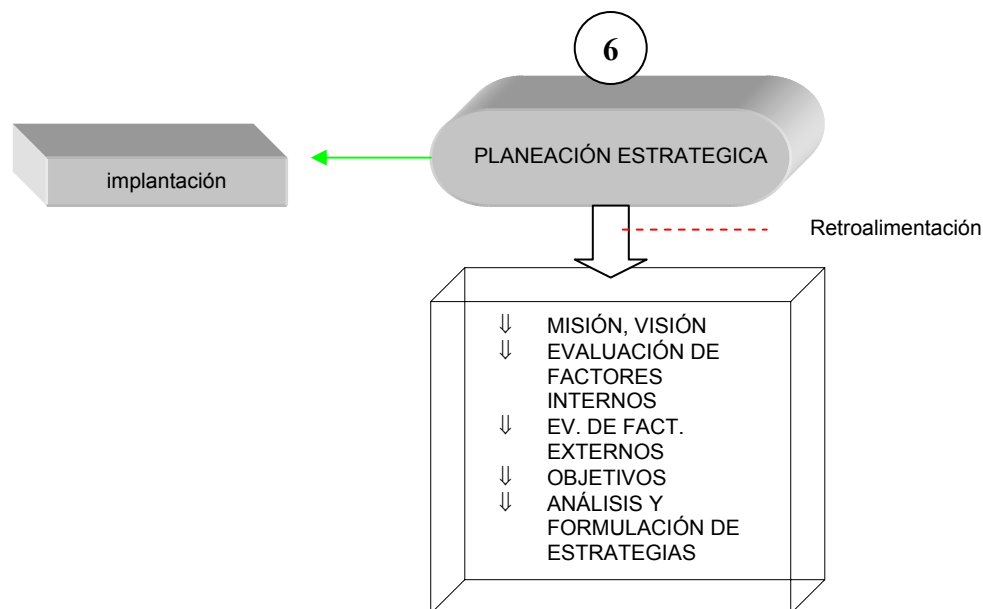 6
PLANEACIÓN ESTRATEGICA
implantación
Retroalimentación
⇓ MISIÓN, VISIÓN
⇓ EVALUACIÓN DE
FACTORES
INTERNOS
⇓ EV. DE FACT.
EXTERNOS
⇓ OBJETIVOS
⇓ ANÁLISIS Y
FORMULACIÓN DE
ESTRATEGIAS